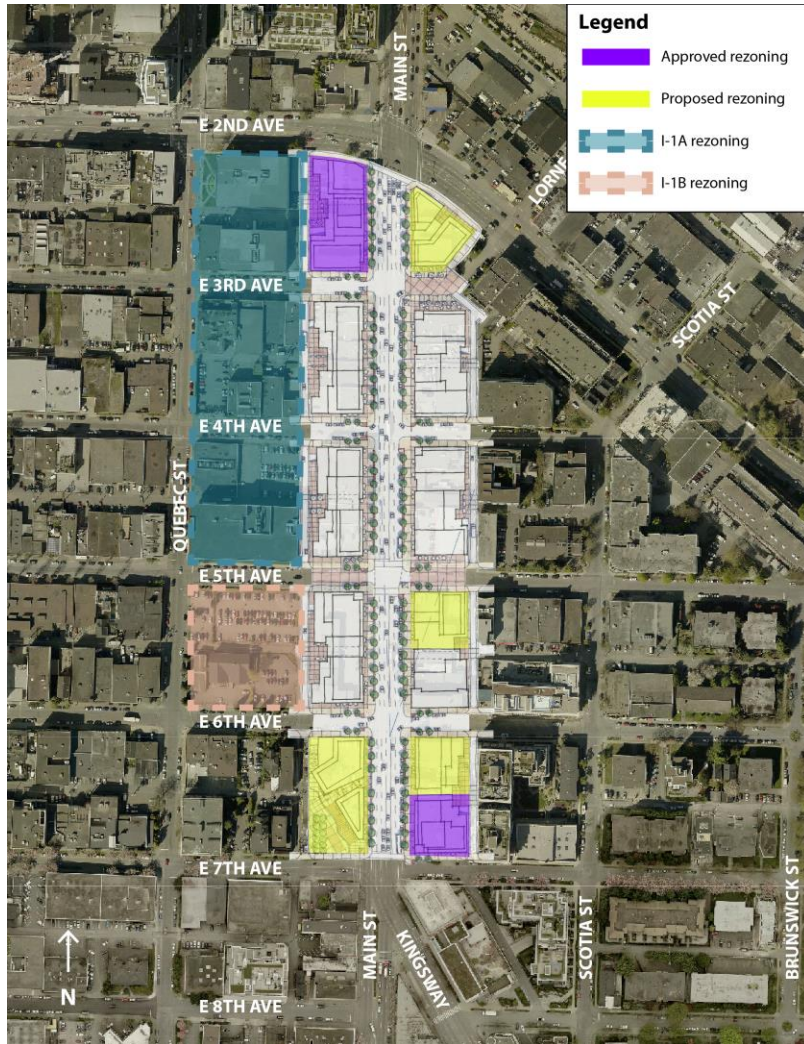 Legend
Approved rezoning
Proposed rezoning
I-1A rezoning
I-1B rezoning
MAIN ST
E 2ND AVE
LORNE
E 3RD AVE
SCOTIA ST
E 4TH AVE
QUEBEC ST
E 5TH AVE
E 6TH AVE
E 7TH AVE
MAIN ST
KINGSWAY
SCOTIA ST
BRUNSWICK ST
N
E 8TH AVE